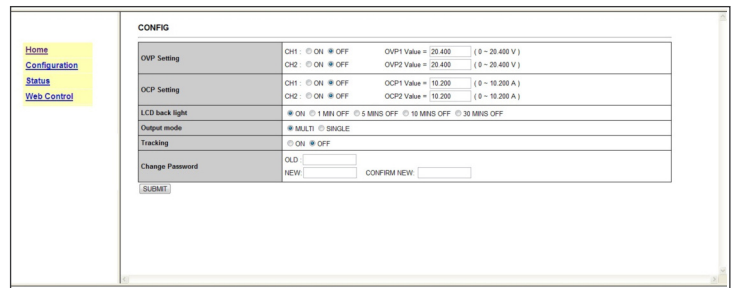 CONFIG
Home
Configuration
Status
Web Control
OVP Setting
CH1 : ON OFF OVP1 Value = 20.400 ( 0 ~ 20.400 V )
CH2 : ON OFF OVP2 Value = 20.400 ( 0 ~ 20.400 V )
OCP Setting
CH1 : ON OFF OCP1 Value = 10.200 ( 0 ~ 10.200 A )
CH2 : ON OFF OCP2 Value = 10.200 ( 0 ~ 10.200 A )
LCD back light ON 1 MIN OFF 5 MINS OFF 10 MINS OFF 30 MINS OFF
Output mode MULTI SINGLE
Tracking ON OFF
Change Password
OLD :
NEW: CONFIRM NEW:
SUBMIT